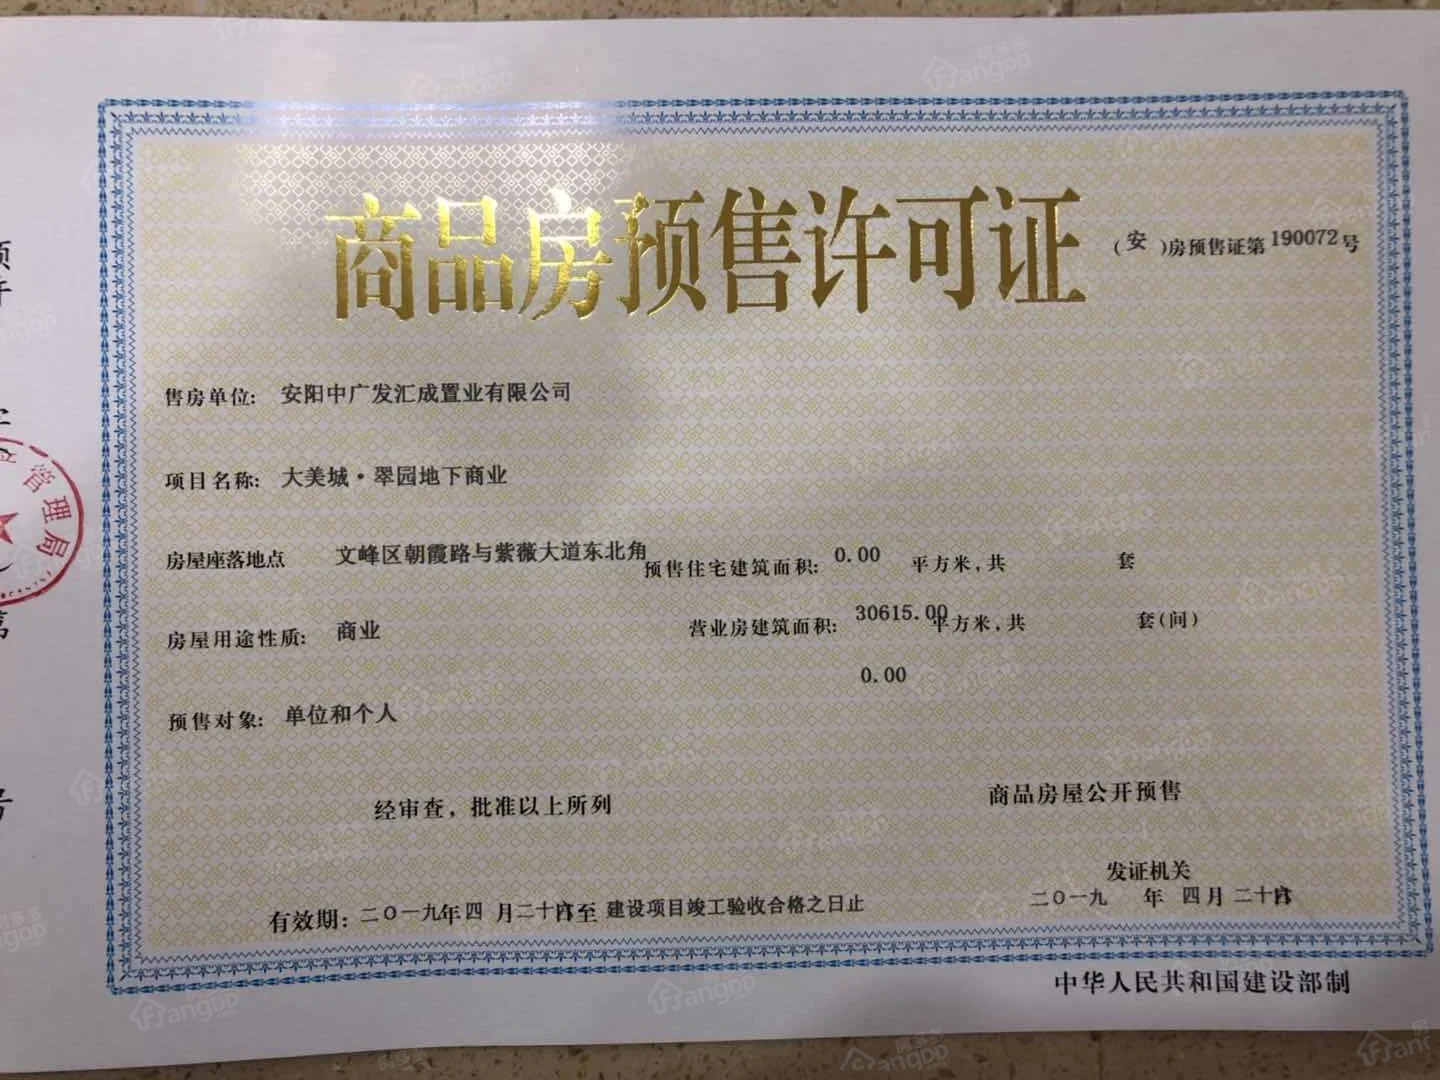 商品房预售许可证
(安)房预售证第190072号
售房单位: 安阳中广发汇成置业有限公司
项目名称: 大美城·翠园地下商业
房屋座落地点 文峰区朝霞路与紫薇大道东北角
预售住宅建筑面积: 0.00 平方米,共 套
房屋用途性质: 商业
营业房建筑面积: 30615.00 平方米,共 套(间)
0.00
预售对象: 单位和个人
经审查,批准以上所列
商品房屋公开预售
发证机关
有效期: 二〇一九年四 月二十 日至 建设项目竣工验收合格之日止
二〇一九 年 四月 二十 日
中华人民共和国建设部制
管理局
第
号
房多多
Fangdd